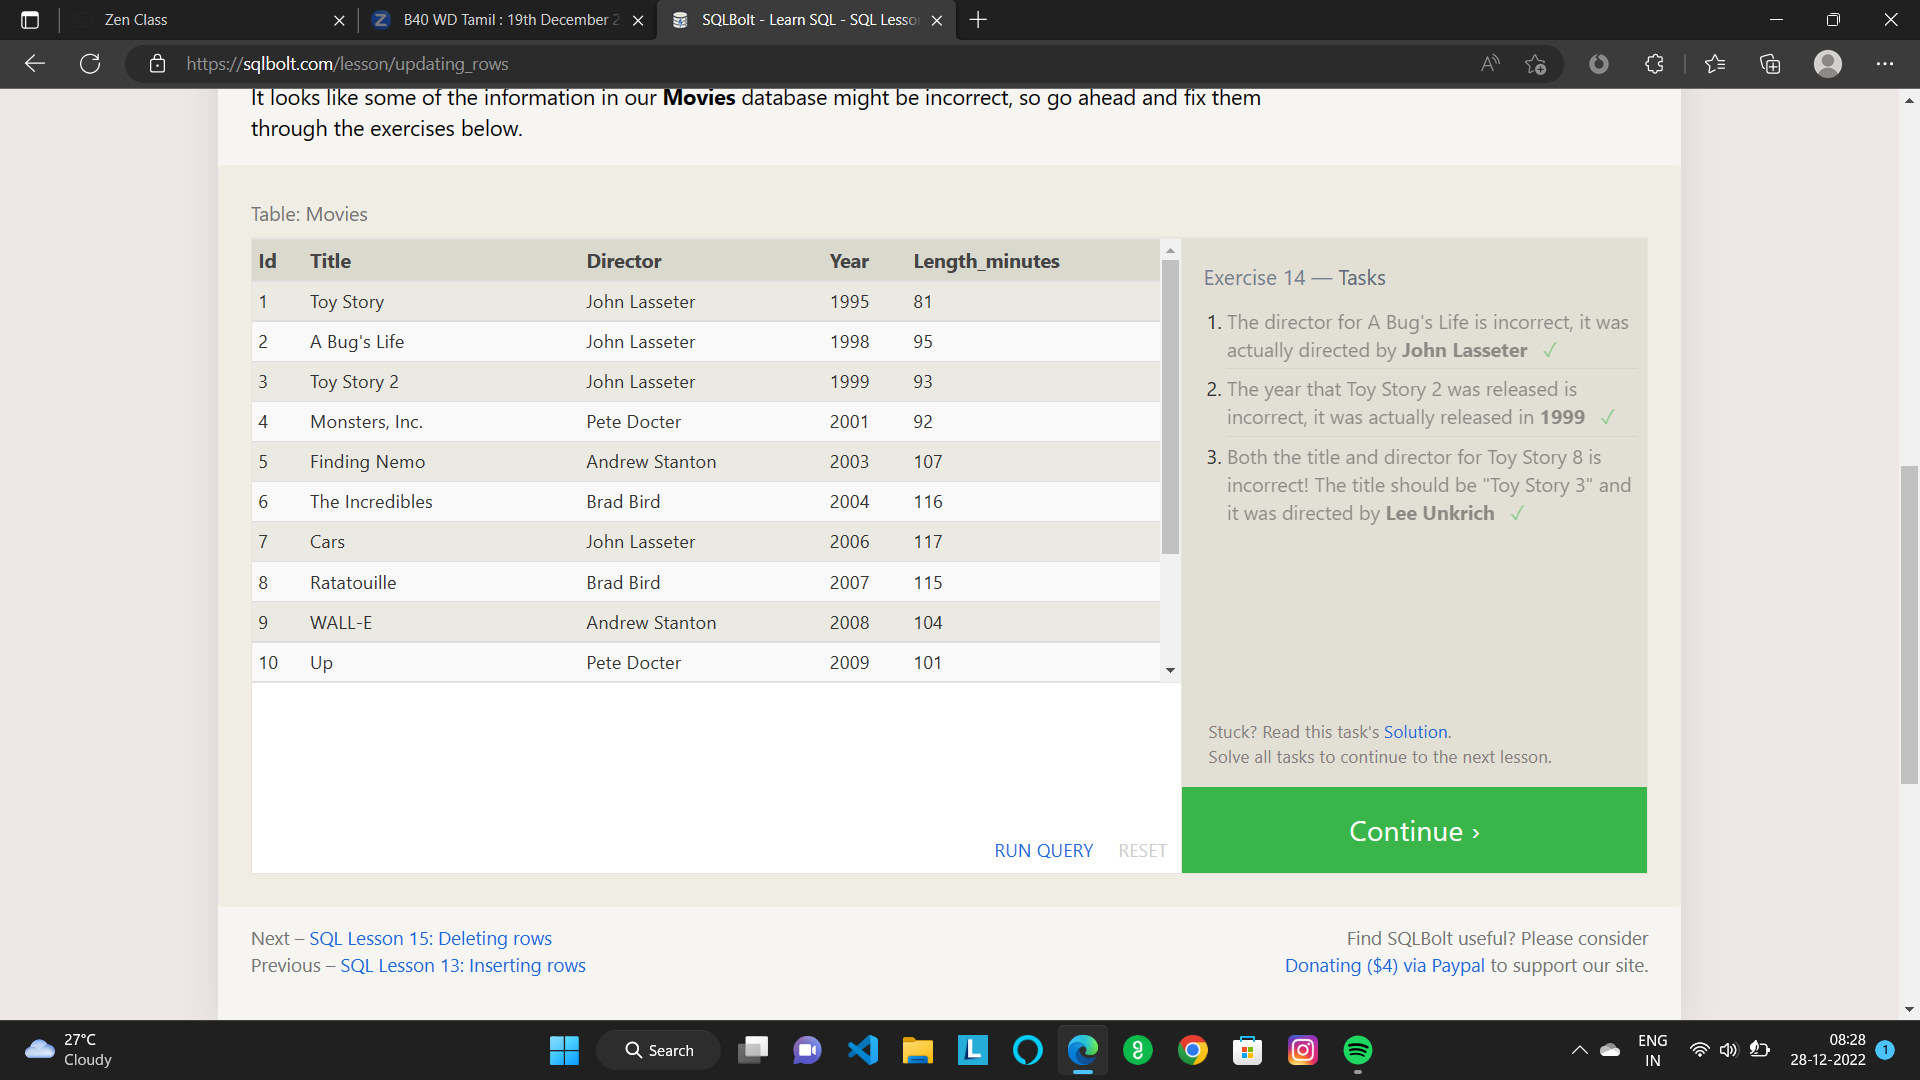 Zen Class
B40 WD Tamil : 19th December 2
SQLBolt - Learn SQL - SQL Lesso
https://sqlbolt.com/lesson/updating_rows
It looks like some of the information in our Movies database might be incorrect, so go ahead and fix them
through the exercises below.
Table: Movies
Id Title Director Year Length_minutes
1 Toy Story John Lasseter 1995 81
2 A Bug's Life John Lasseter 1998 95
3 Toy Story 2 John Lasseter 1999 93
4 Monsters, Inc. Pete Docter 2001 92
5 Finding Nemo Andrew Stanton 2003 107
6 The Incredibles Brad Bird 2004 116
7 Cars John Lasseter 2006 117
8 Ratatouille Brad Bird 2007 115
9 WALL-E Andrew Stanton 2008 104
10 Up Pete Docter 2009 101
RUN QUERY RESET
Exercise 14 — Tasks
1. The director for A Bug's Life is incorrect, it was
actually directed by John Lasseter ✓
2. The year that Toy Story 2 was released is
incorrect, it was actually released in 1999 ✓
3. Both the title and director for Toy Story 8 is
incorrect! The title should be "Toy Story 3" and
it was directed by Lee Unkrich ✓
Stuck? Read this task's Solution.
Solve all tasks to continue to the next lesson.
Continue ›
Next – SQL Lesson 15: Deleting rows
Previous – SQL Lesson 13: Inserting rows
Find SQLBolt useful? Please consider
Donating ($4) via Paypal to support our site.
27°C
Cloudy
Search
ENG
IN
08:28
28-12-2022
1